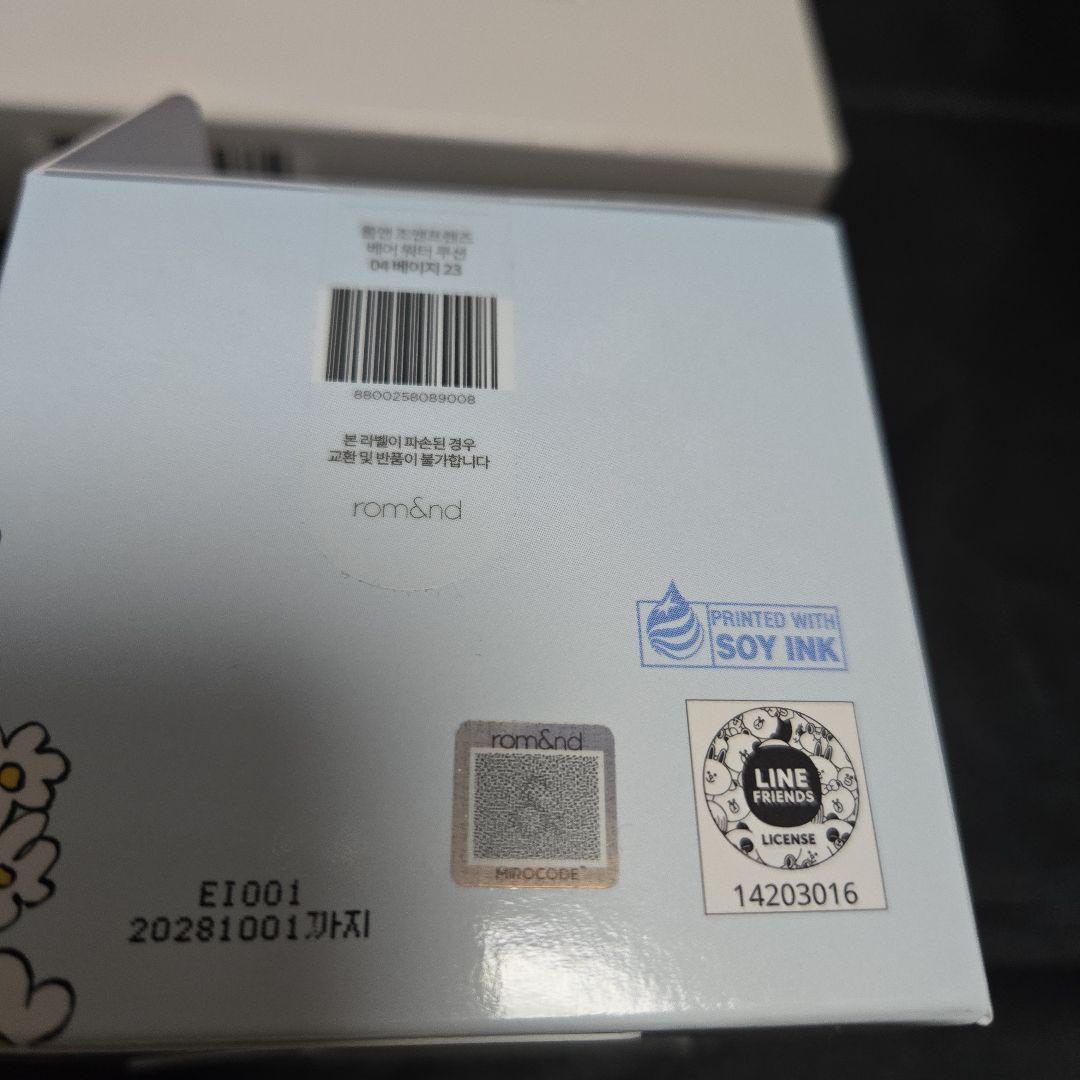 롬앤 조앤프렌즈
베어 워터 쿠션
04 베이지 23
8800258089008
본 라벨이 파손된 경우
교환 및 반품이 불가합니다
rom&nd
PRINTED WITH
SOY INK
rom&nd
MIROCODE™
LINE
FRIENDS
LICENSE
14203016
EI001
20281001까지